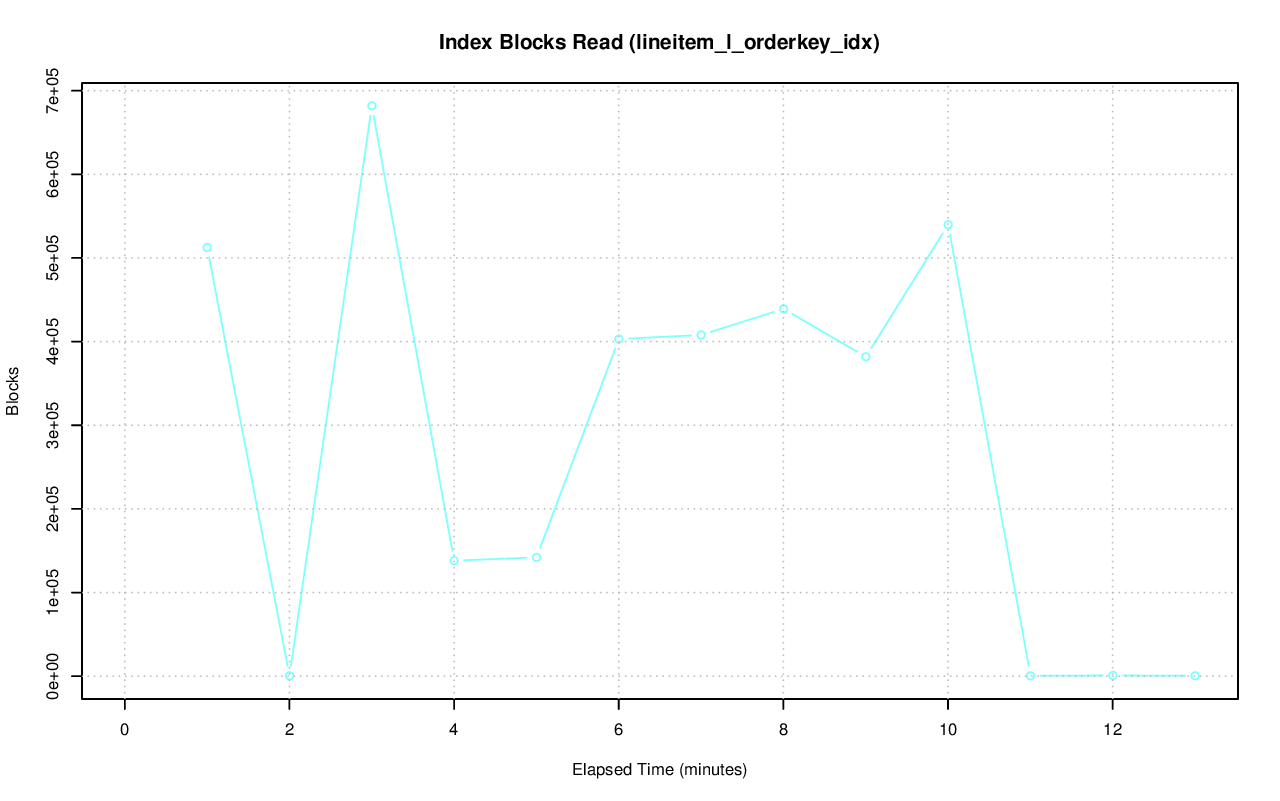 Index Blocks Read (lineitem_l_orderkey_idx)
7e+05
6e+05
5e+05
4e+05
3e+05
2e+05
1e+05
0e+00
Blocks
0 2 4 6 8 10 12
Elapsed Time (minutes)